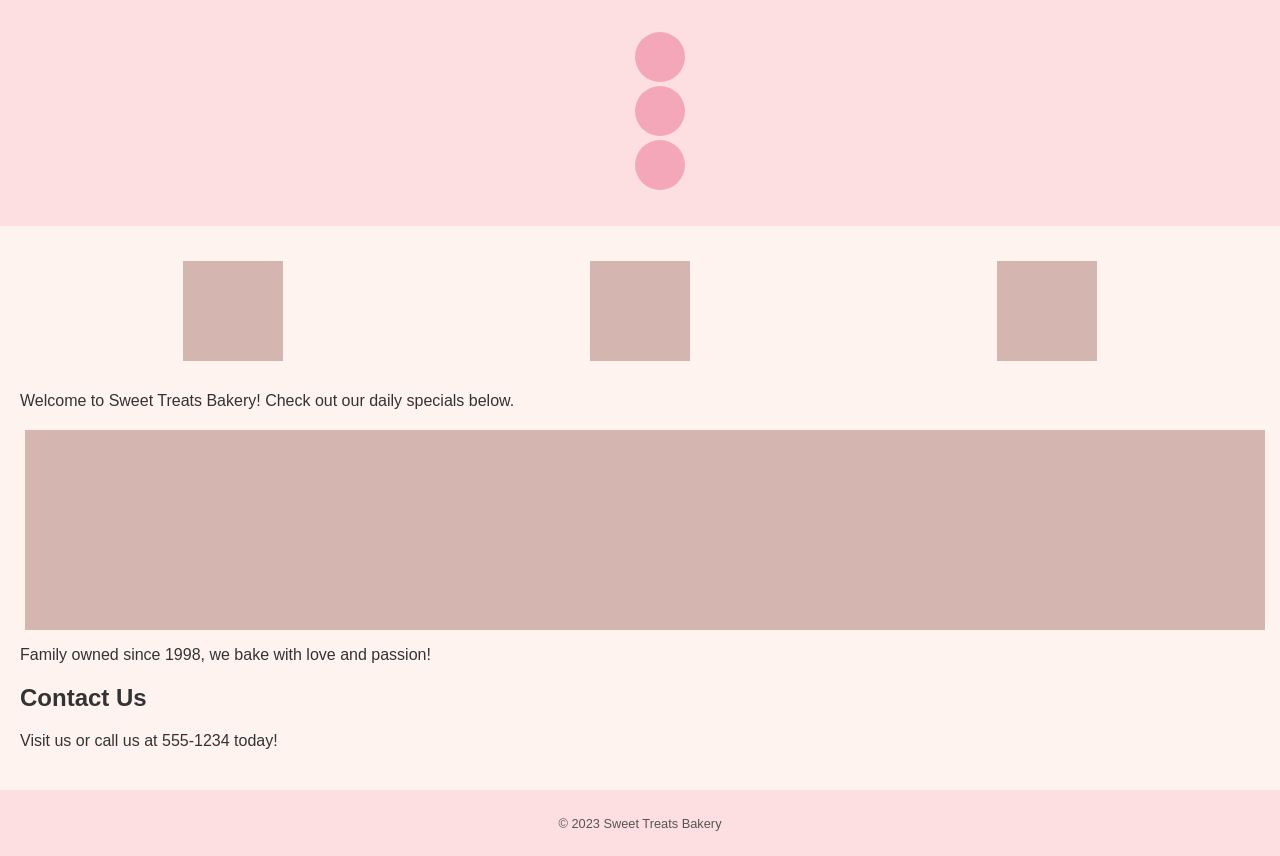 Welcome to Sweet Treats Bakery! Check out our daily specials below.
Family owned since 1998, we bake with love and passion!
Contact Us
Visit us or call us at 555-1234 today!
© 2023 Sweet Treats Bakery